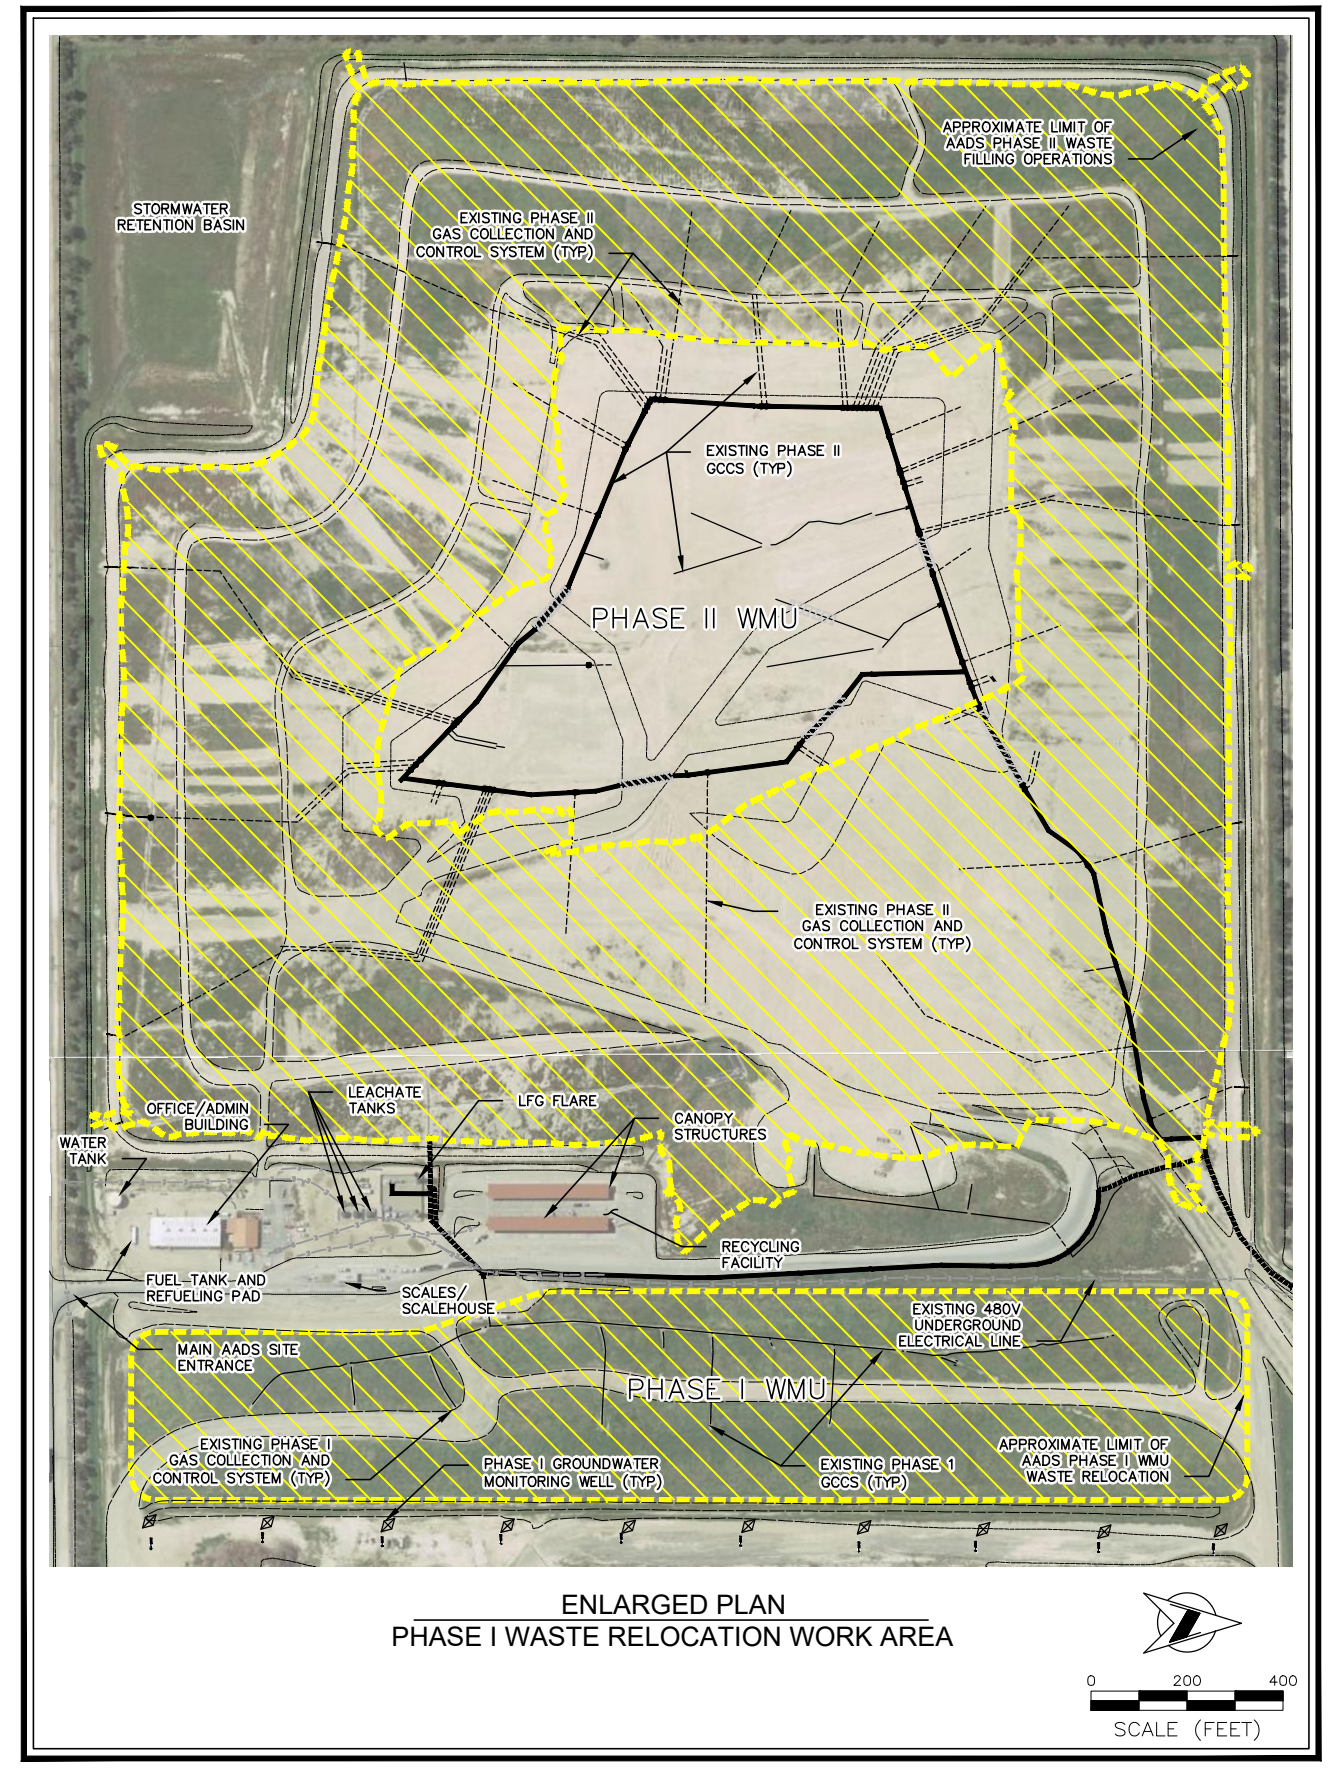 APPROXIMATE LIMIT OF
AADS PHASE II WASTE
FILLING OPERATIONS
STORMWATER
RETENTION BASIN
EXISTING PHASE II
GAS COLLECTION AND
CONTROL SYSTEM (TYP)
EXISTING PHASE II
GCCS (TYP)
PHASE II WMU
EXISTING PHASE II
GAS COLLECTION AND
CONTROL SYSTEM (TYP)
LEACHATE
TANKS
LFG FLARE
OFFICE/ADMIN
BUILDING
CANOPY
STRUCTURES
WATER
TANK
RECYCLING
FACILITY
FUEL TANK AND
REFUELING PAD
SCALES/
SCALEHOUSE
EXISTING 480V
UNDERGROUND
ELECTRICAL LINE
MAIN AADS SITE
ENTRANCE
PHASE I WMU
EXISTING PHASE I
GAS COLLECTION AND
CONTROL SYSTEM (TYP)
PHASE I GROUNDWATER
MONITORING WELL (TYP)
EXISTING PHASE 1
GCCS (TYP)
APPROXIMATE LIMIT OF
AADS PHASE I WMU
WASTE RELOCATION
ENLARGED PLAN
PHASE I WASTE RELOCATION WORK AREA
Z
0 200 400
SCALE (FEET)